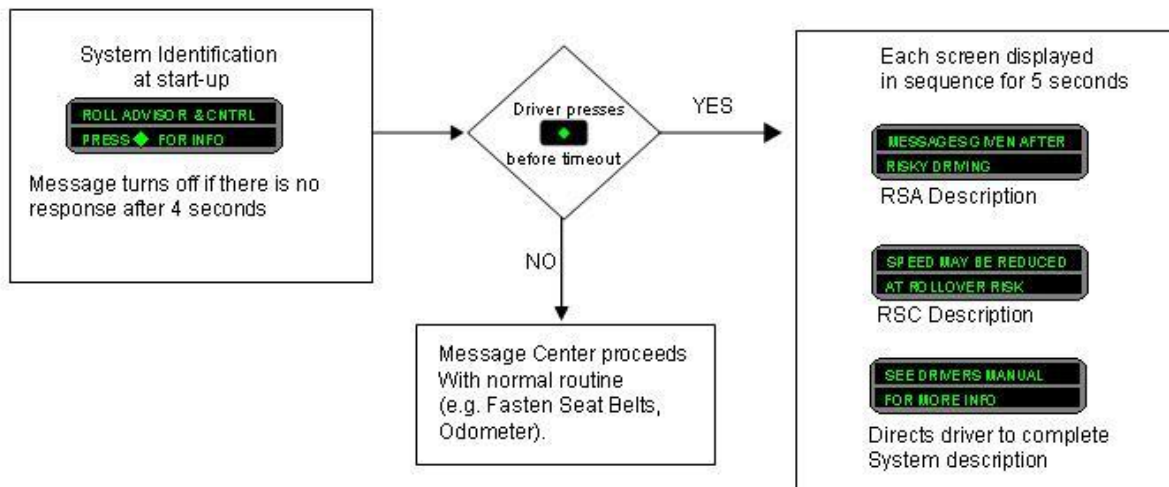 System Identification
at start-up
ROLL ADVISOR & CNTRL
PRESS ◆ FOR INFO
Message turns off if there is no
response after 4 seconds
Driver presses
before timeout
YES
NO
Message Center proceeds
With normal routine
(e.g. Fasten Seat Belts,
Odometer).
Each screen displayed
in sequence for 5 seconds
MESSAGES GIVEN AFTER
RISKY DRIVING
RSA Description
SPEED MAY BE REDUCED
AT ROLLOVER RISK
RSC Description
SEE DRIVERS MANUAL
FOR MORE INFO
Directs driver to complete
System description